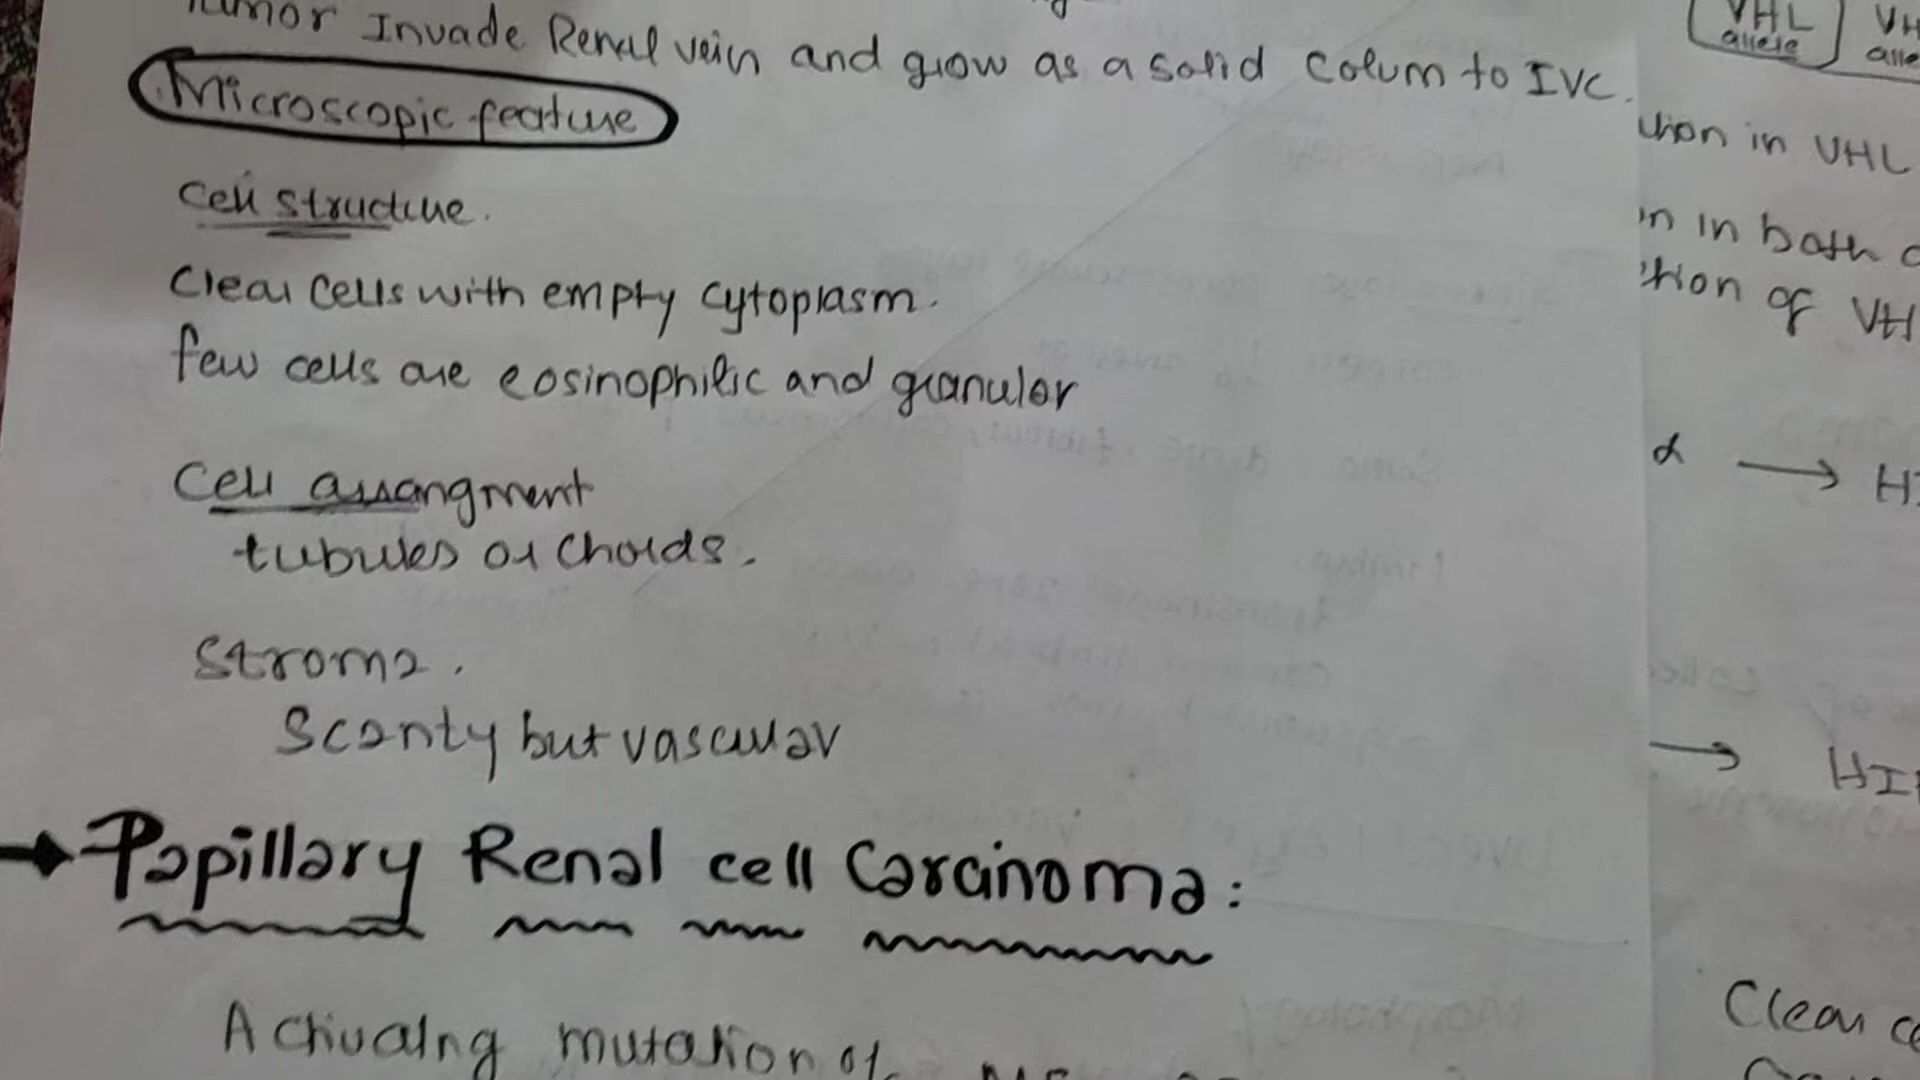 Tumor Invade Renal vein and grow as a solid Colum to IVC.
Microscopic feature
Cell structure.
Clear Cells with empty cytoplasm.
few cells are eosinophilic and granular
Cell arrangment
tubules or Chords.
Stroma.
Scanty but vascular
→ Papillary Renal cell Carcinoma:
Activating mutation of
VHL
allele
in VHL
in both
of VH
α →
→ HIF
Clear